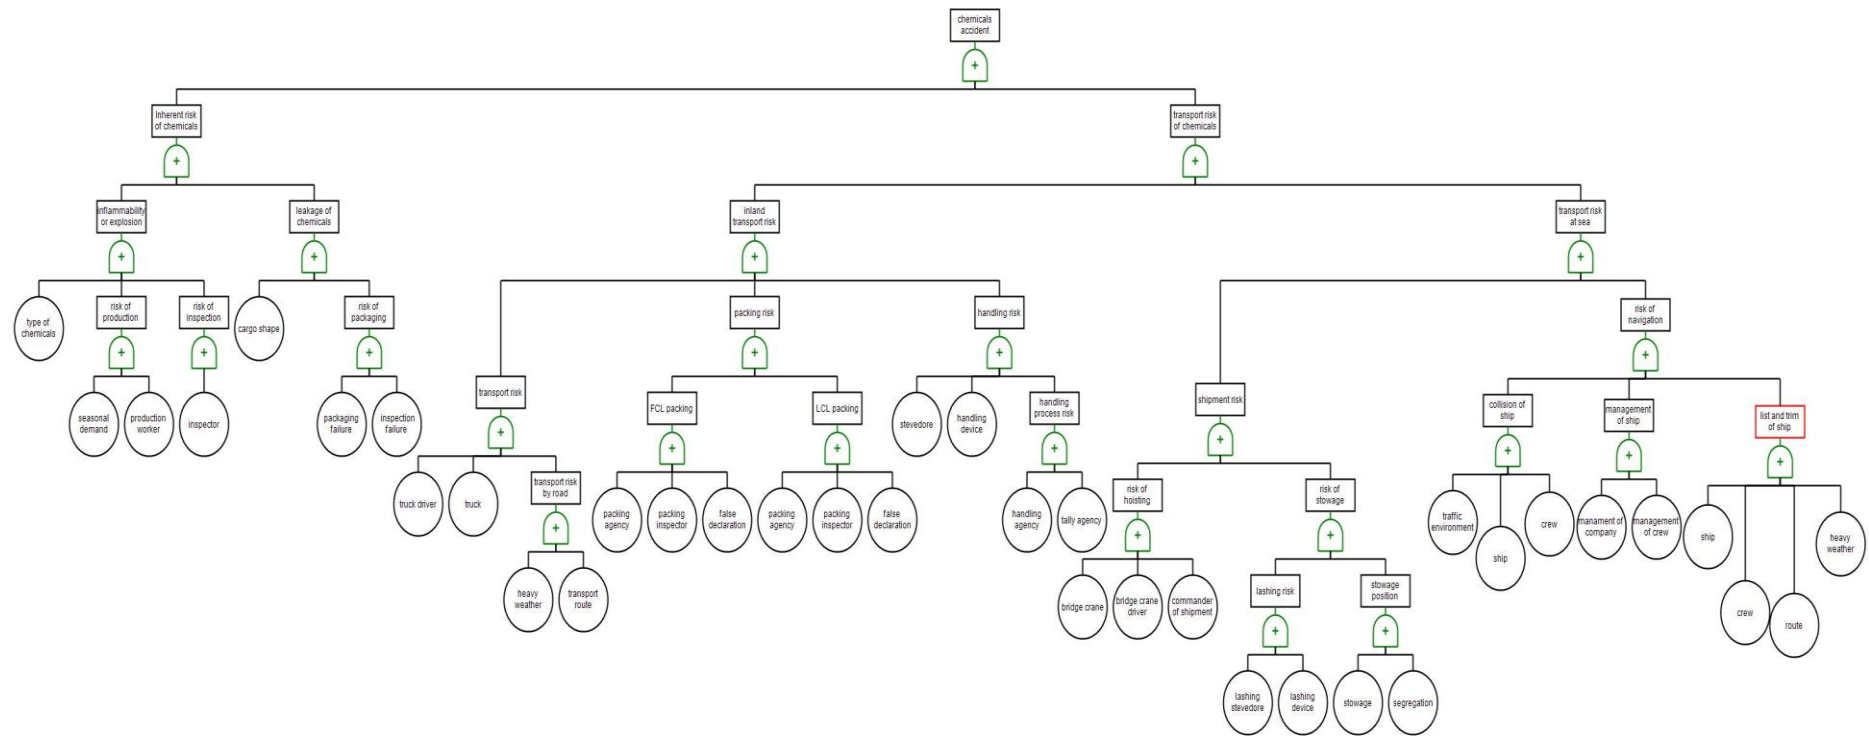 chemicals
accident
+
Inherent risk
of chemicals
transport risk
of chemicals
+
+
inflammability
or explosion
leakage of
chemicals
inland
transport risk
transport risk
at sea
+
+
+
+
type of
chemicals
risk of
production
risk of
inspection
cargo shape
risk of
packaging
packing risk
handling risk
risk of
navigation
+
+
+
+
+
+
seasonal
demand
production
worker
inspector
packaging
failure
inspection
failure
transport risk
FCL packing
LCL packing
stevedore
handling
device
handling
process risk
shipment risk
collision of
ship
management
of ship
list and trim
of ship
+
+
+
+
+
+
+
+
truck driver
truck
transport risk
by road
packing
agency
packing
inspector
false
declaration
packing
agency
packing
inspector
false
declaration
handling
agency
tally agency
risk of
hoisting
risk of
stowage
traffic
environment
ship
crew
manament of
company
management
of crew
ship
heavy
weather
+
+
+
heavy
weather
transport
route
bridge crane
bridge crane
driver
commander
of shipment
lashing risk
stowage
position
crew
route
+
+
lashing
stevedore
lashing
device
stowage
segregation